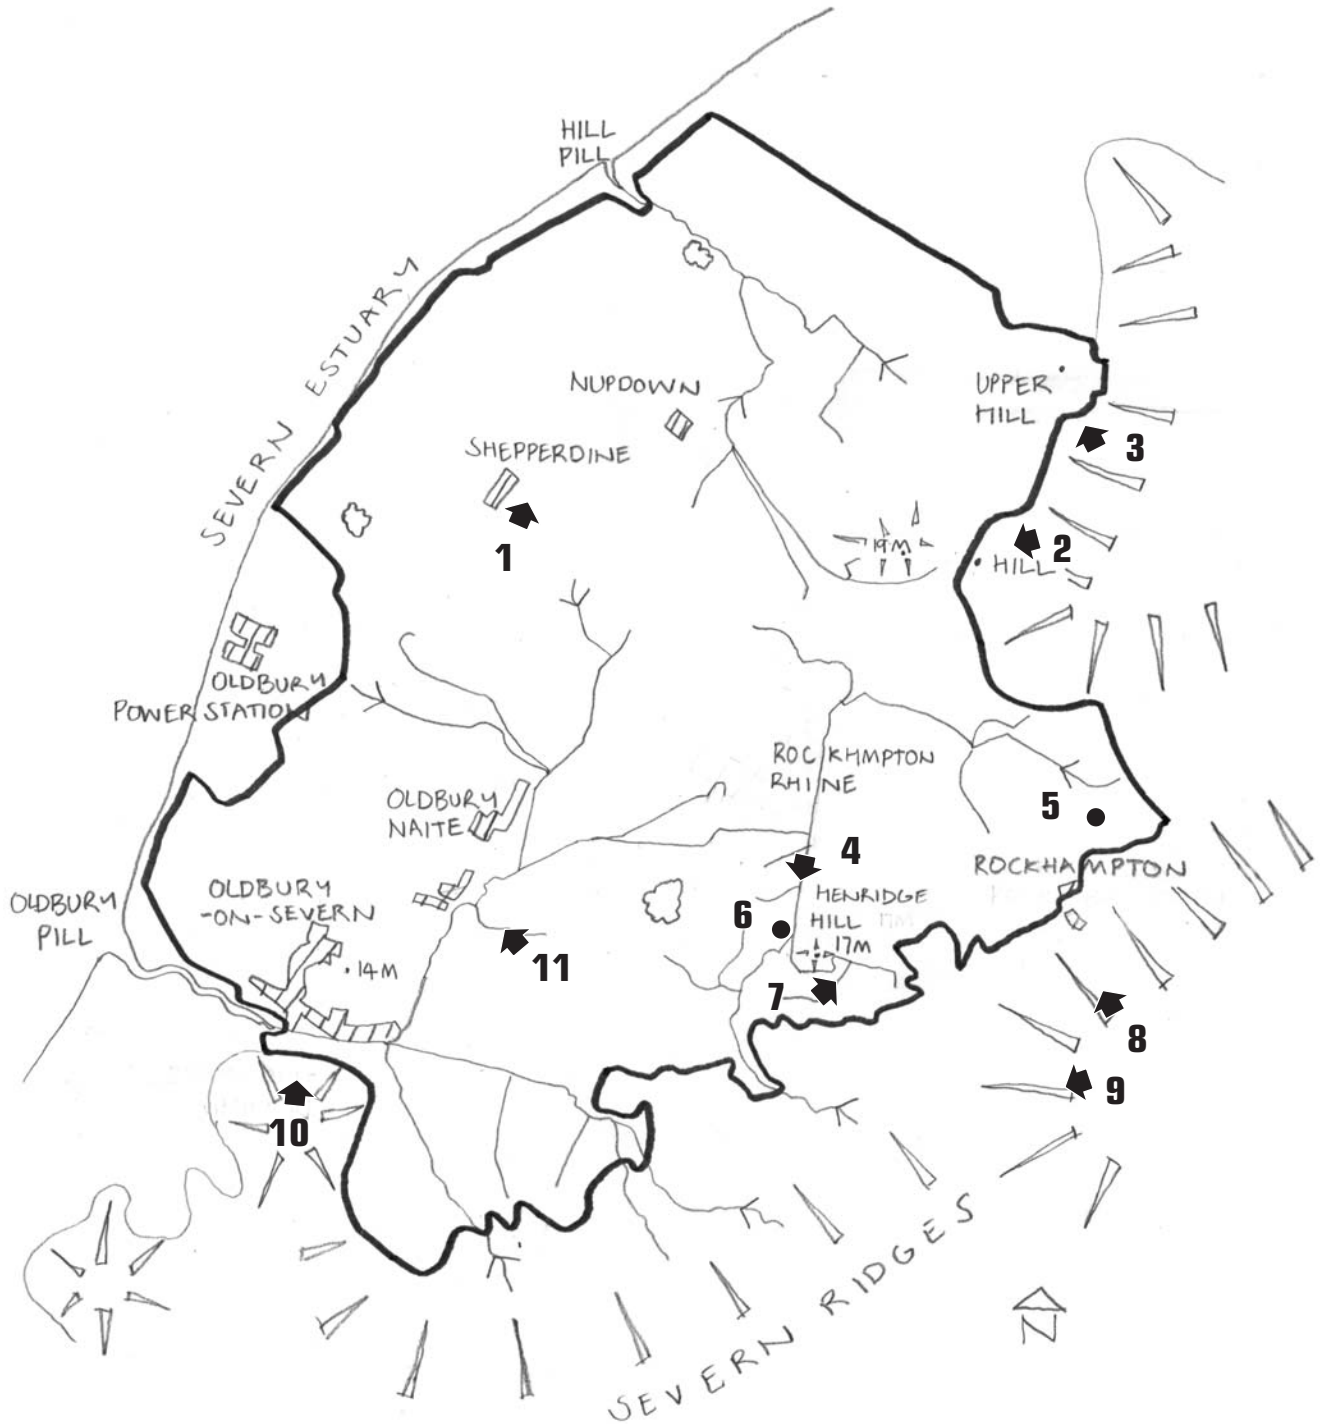 HILL
PILL
SEVERN ESTUARY
NUPDOWN
SHEPPERDINE
UPPER
HILL
3
1
19M
2
HILL
OLDBURY
POWER STATION
ROCKHMPTON
RHINE
OLDBURY
NAITE
5
4
ROCKHAMPTON
OLDBURY
-ON-SEVERN
OLDBURY
PILL
HENRIDGE
HILL
17M
6
14M
11
7
8
9
10
SEVERN RIDGES
N